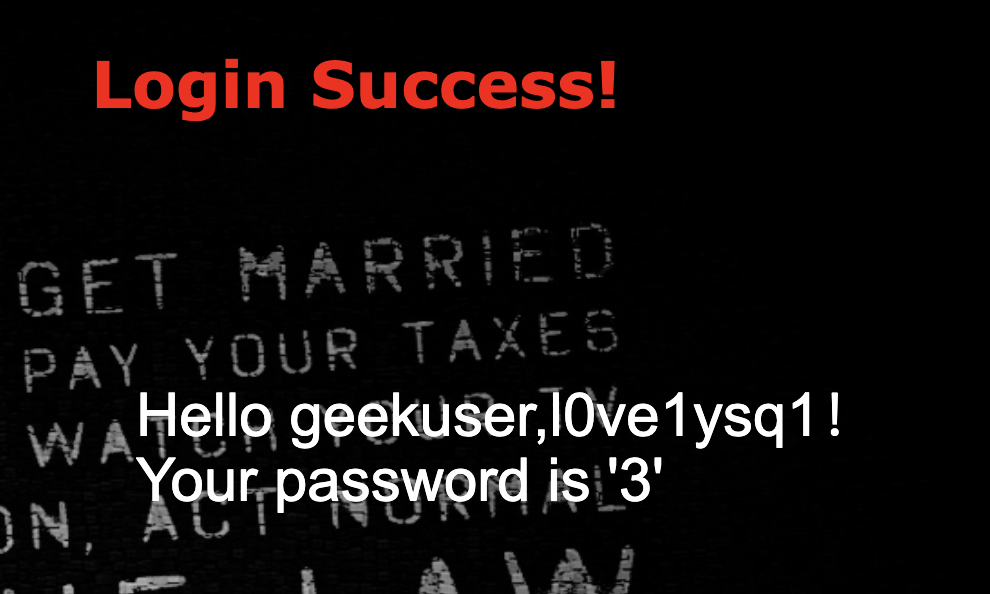 Login Success!
GET MARRIED
PAY YOUR TAXES
WATCH YOUR TV
Hello geekuser,l0ve1ysq1!
Your password is '3'
ON, ACT NORMAL
LAW